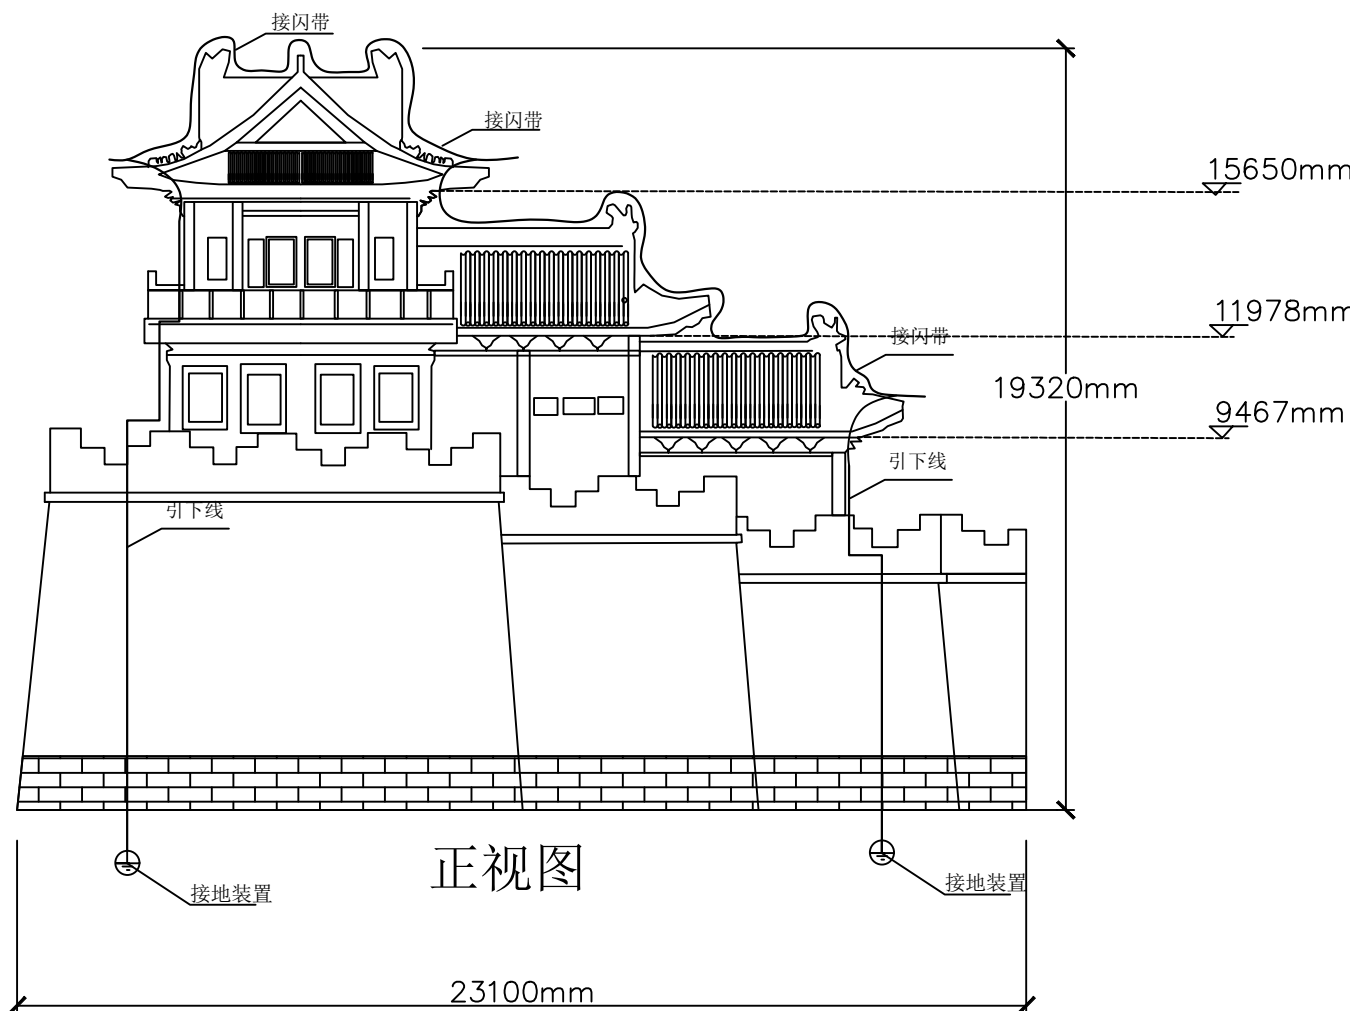 接闪带
接闪带
15650mm
11978mm
接闪带
19320mm
9467mm
引下线
引下线
正视图
接地装置
接地装置
23100mm